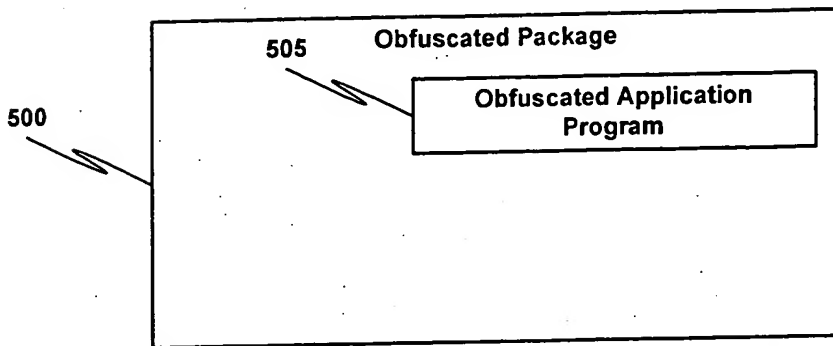 505
Obfuscated Package
Obfuscated Application
Program
500